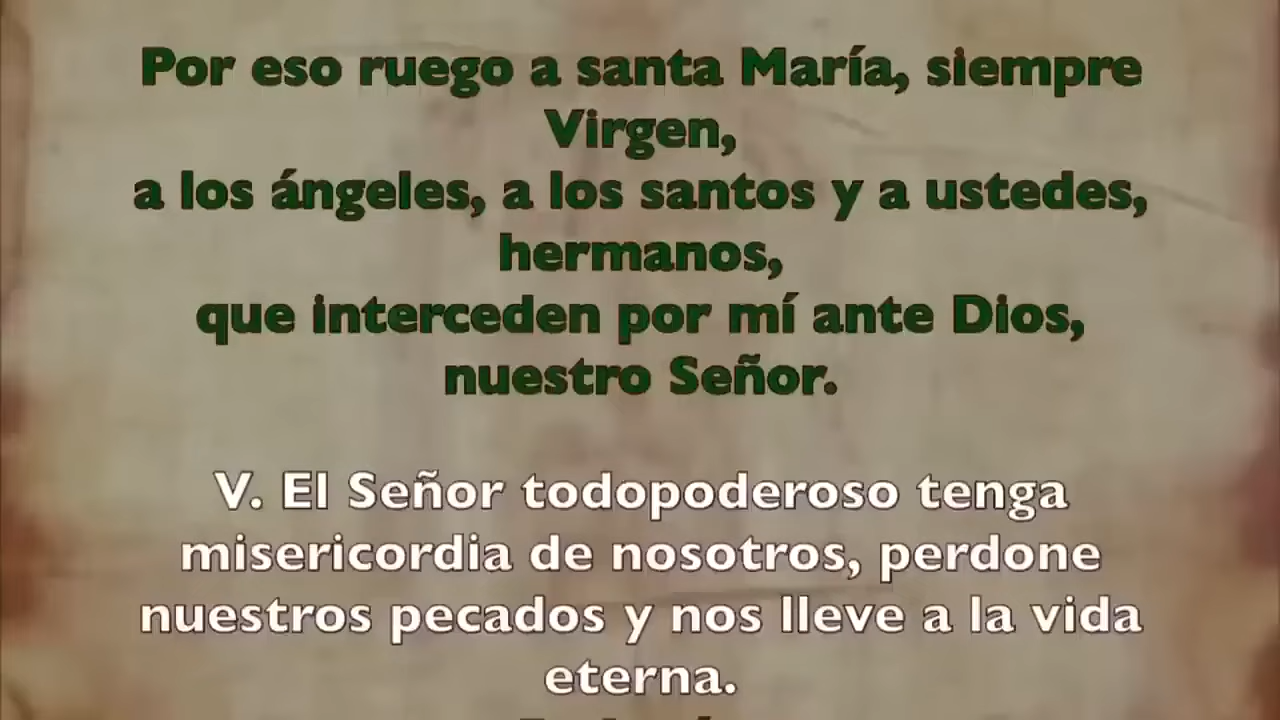 Por eso ruego a santa María, siempre
Virgen,
a los ángeles, a los santos y a ustedes,
hermanos,
que interceden por mí ante Dios,
nuestro Señor.
V. El Señor todopoderoso tenga
misericordia de nosotros, perdone
nuestros pecados y nos lleve a la vida
eterna.